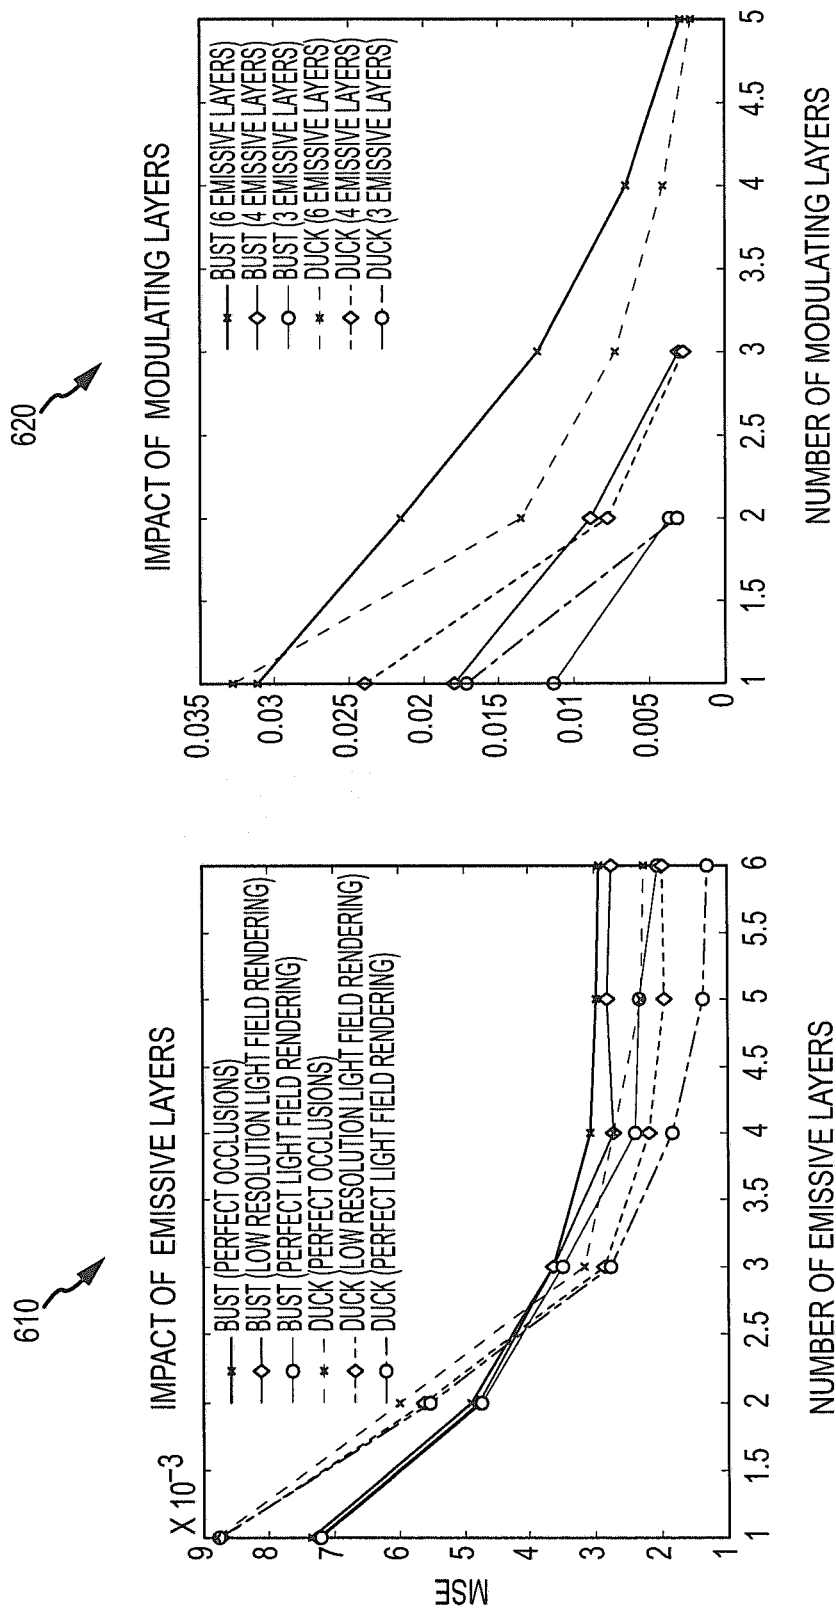 610
IMPACT OF EMISSIVE LAYERS
X 10⁻³
9
8
7
6
5
4
3
2
1
MSE
BUST (PERFECT OCCLUSIONS)
BUST (LOW RESOLUTION LIGHT FIELD RENDERING)
BUST (PERFECT LIGHT FIELD RENDERING)
DUCK (PERFECT OCCLUSIONS)
DUCK (LOW RESOLUTION LIGHT FIELD RENDERING)
DUCK (PERFECT LIGHT FIELD RENDERING)
1 1.5 2 2.5 3 3.5 4 4.5 5 5.5 6
NUMBER OF EMISSIVE LAYERS
620
IMPACT OF MODULATING LAYERS
0.035
0.03
0.025
0.02
0.015
0.01
0.005
0
BUST (6 EMISSIVE LAYERS)
BUST (4 EMISSIVE LAYERS)
BUST (3 EMISSIVE LAYERS)
DUCK (6 EMISSIVE LAYERS)
DUCK (4 EMISSIVE LAYERS)
DUCK (3 EMISSIVE LAYERS)
1 1.5 2 2.5 3 3.5 4 4.5 5
NUMBER OF MODULATING LAYERS